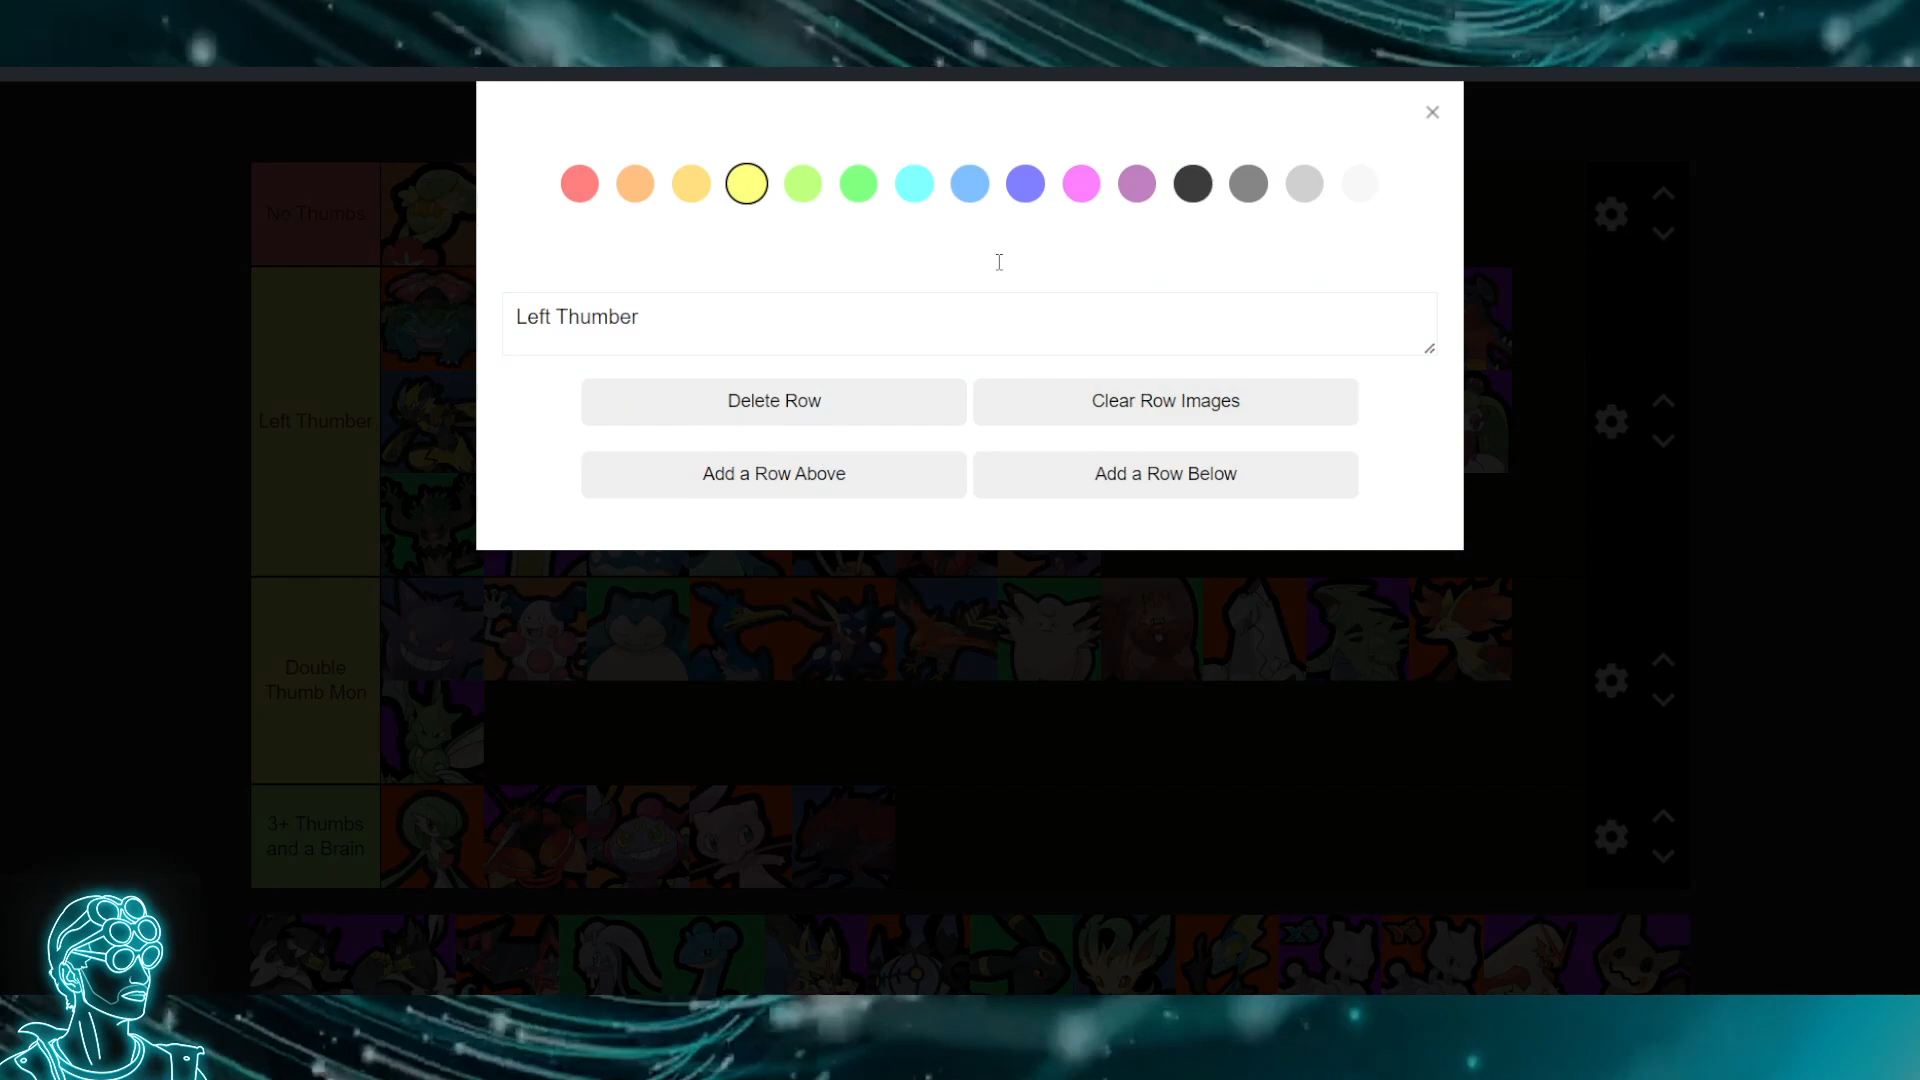 No Thumbs
Left Thumber
Delete Row
Clear Row Images
Add a Row Above
Add a Row Below
Left Thumber
Double
Thumb Mon
3+ Thumbs
and a Brain